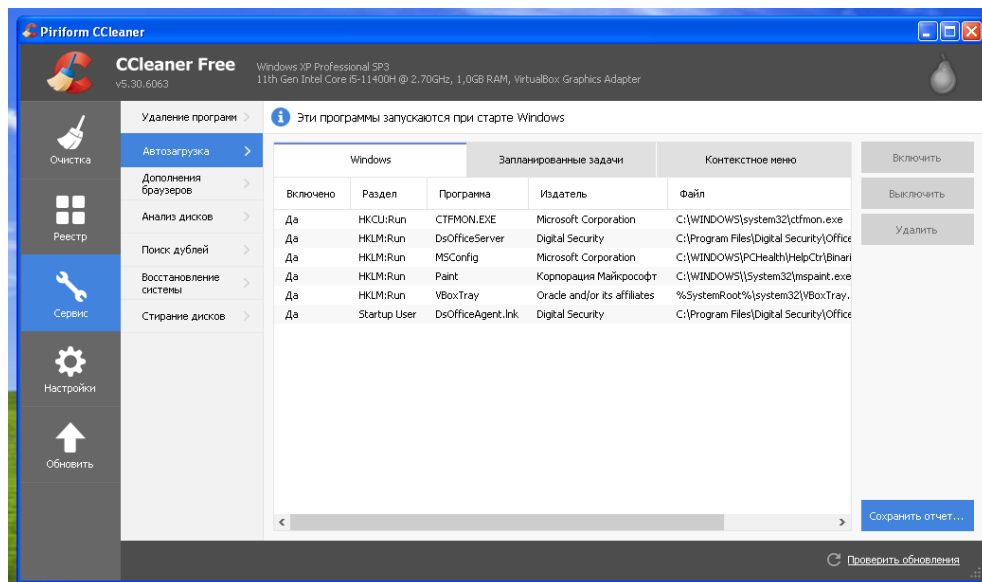 Piriform CCleaner
CCleaner Free
v5.30.6063
Windows XP Professional SP3
11th Gen Intel Core i5-11400H @ 2.70GHz, 1,0GB RAM, VirtualBox Graphics Adapter
Очистка
Реестр
Сервис
Настройки
Обновить
Удаление программ
Автозагрузка
Дополнения
браузеров
Анализ дисков
Поиск дублей
Восстановление
системы
Стирание дисков
Эти программы запускаются при старте Windows
Windows Запланированные задачи Контекстное меню
Включено Раздел Программа Издатель Файл
Да HKCU:Run CTFMON.EXE Microsoft Corporation C:\WINDOWS\system32\ctfmon.exe
Да HKLM:Run DsOfficeServer Digital Security C:\Program Files\Digital Security\Office
Да HKLM:Run MSConfig Microsoft Corporation C:\WINDOWS\PCHealth\HelpCtr\Binari
Да HKLM:Run Paint Корпорация Майкрософт C:\WINDOWS\\System32\mspaint.exe
Да HKLM:Run VBoxTray Oracle and/or its affiliates %SystemRoot%\system32\VBoxTray.
Да Startup User DsOfficeAgent.lnk Digital Security C:\Program Files\Digital Security\Office
Включить
Выключить
Удалить
Сохранить отчет...
Проверить обновления